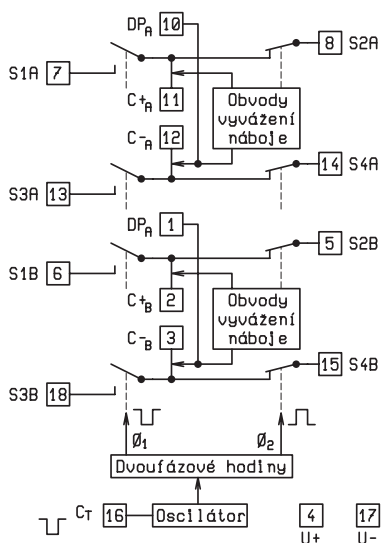 DPA 10
8 S2A
S1A 7
C+A 11
Obvody
vyvážení
náboje
C-A 12
14 S4A
S3A 13
DPA 1
5 S2B
S1B 6
C+B 2
Obvody
vyvážení
náboje
C-B 3
15 S4B
S3B 18
Ø1 Ø2
Dvoufázové hodiny
CT 16 Oscilátor 4 17
U+ U-